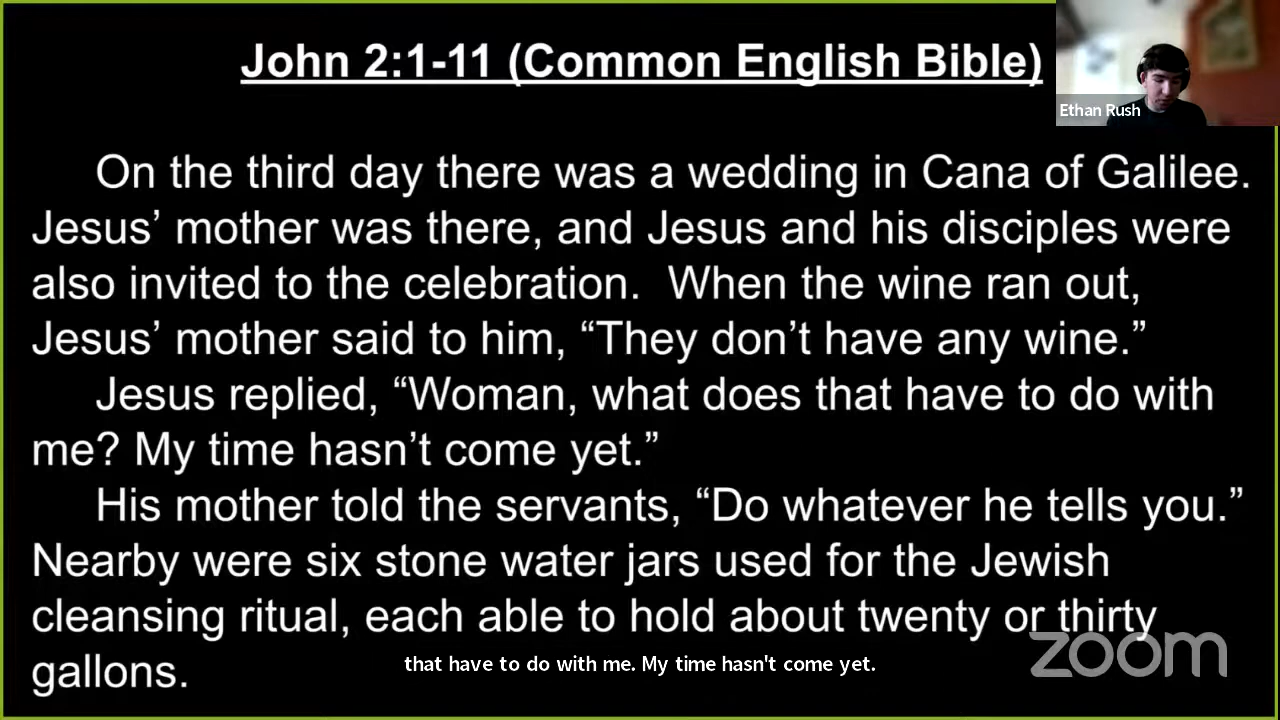 John 2:1-11 (Common English Bible)
Ethan Rush
On the third day there was a wedding in Cana of Galilee.
Jesus’ mother was there, and Jesus and his disciples were
also invited to the celebration.  When the wine ran out,
Jesus’ mother said to him, “They don’t have any wine.”
Jesus replied, “Woman, what does that have to do with
me? My time hasn’t come yet.”
His mother told the servants, “Do whatever he tells you.”
Nearby were six stone water jars used for the Jewish
cleansing ritual, each able to hold about twenty or thirty
gallons.
that have to do with me. My time hasn't come yet.
zoom